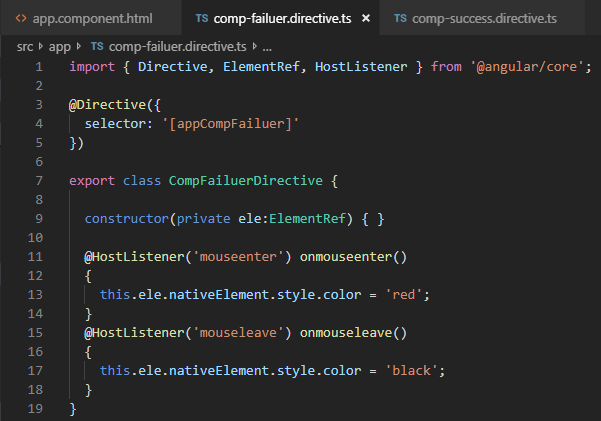 app.component.html TS comp-failuer.directive.ts × TS comp-success.directive.ts
src > app > TS comp-failuer.directive.ts > ...
1 import { Directive, ElementRef, HostListener } from '@angular/core';
2
3 @Directive({
4 selector: '[appCompFailuer]'
5 })
6
7 export class CompFailuerDirective {
8
9 constructor(private ele:ElementRef) { }
10
11 @HostListener('mouseenter') onmouseenter()
12 {
13 this.ele.nativeElement.style.color = 'red';
14 }
15 @HostListener('mouseleave') onmouseleave()
16 {
17 this.ele.nativeElement.style.color = 'black';
18 }
19 }